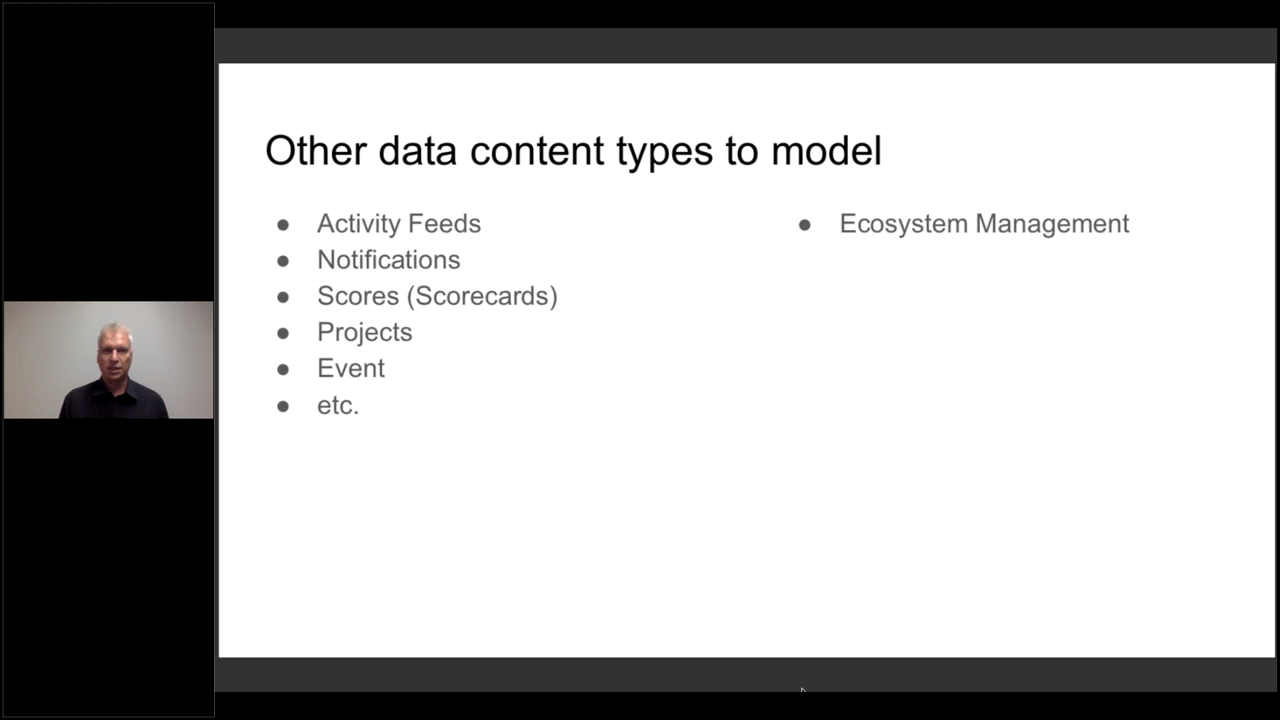 Other data content types to model
● Activity Feeds
● Notifications
● Scores (Scorecards)
● Projects
● Event
● etc.
● Ecosystem Management